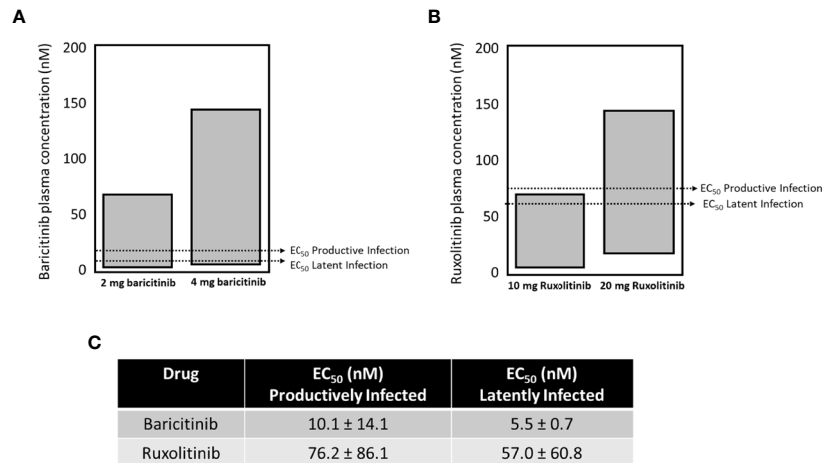 A
Baricitinib plasma concentration (nM)
200
150
100
50
0
EC50 Productive Infection
EC50 Latent Infection
2 mg baricitinib
4 mg baricitinib
B
Ruxolitinib plasma concentration (nM)
200
150
100
50
0
EC50 Productive Infection
EC50 Latent Infection
10 mg Ruxolitinib
20 mg Ruxolitinib
C
Drug
EC50 (nM)
Productively Infected
EC50 (nM)
Latently Infected
Baricitinib
10.1 ± 14.1
5.5 ± 0.7
Ruxolitinib
76.2 ± 86.1
57.0 ± 60.8